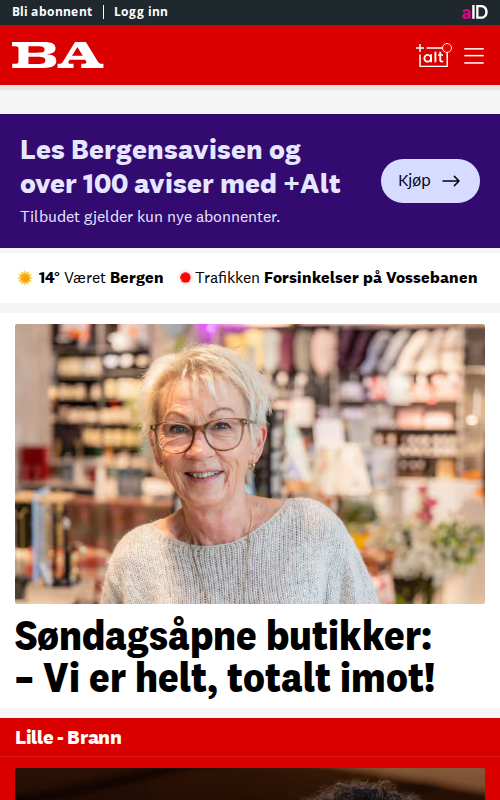 Bli abonnent | Logg inn
aID
BA
+alt
Les Bergensavisen og
over 100 aviser med +Alt
Tilbudet gjelder kun nye abonnenter.
Kjøp →
14° Været Bergen
Trafikken Forsinkelser på Vossebanen
Søndagsåpne butikker:
– Vi er helt, totalt imot!
Lille - Brann